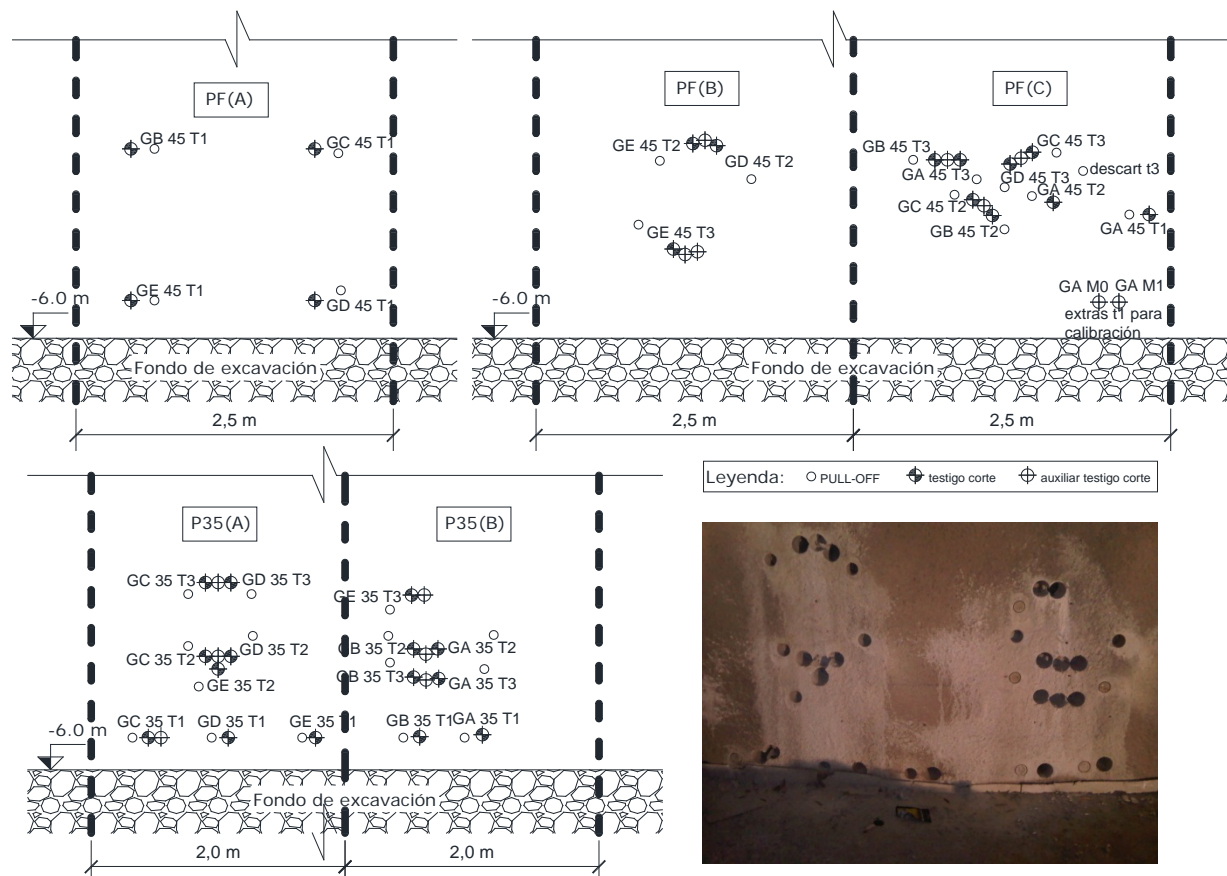 PF(A)
GB 45 T1
GC 45 T1
GE 45 T1
GD 45 T1
-6.0 m
Fondo de excavación
2,5 m
PF(B)
PF(C)
GE 45 T2
GD 45 T2
GE 45 T3
GB 45 T3
GC 45 T3
GA 45 T3
GD 45 T3
descart t3
GC 45 T2
GA 45 T2
GB 45 T2
GA 45 T1
GA M0
GA M1
extras t1 para
calibración
-6.0 m
Fondo de excavación
2,5 m
2,5 m
P35(A)
P35(B)
GC 35 T3
GD 35 T3
GE 35 T3
GC 35 T2
GD 35 T2
GE 35 T2
GB 35 T2
GA 35 T2
GB 35 T3
GA 35 T3
GC 35 T1
GD 35 T1
GE 35 T1
GB 35 T1
GA 35 T1
-6.0 m
Fondo de excavación
2,0 m
2,0 m
Leyenda:
PULL-OFF
testigo corte
auxiliar testigo corte